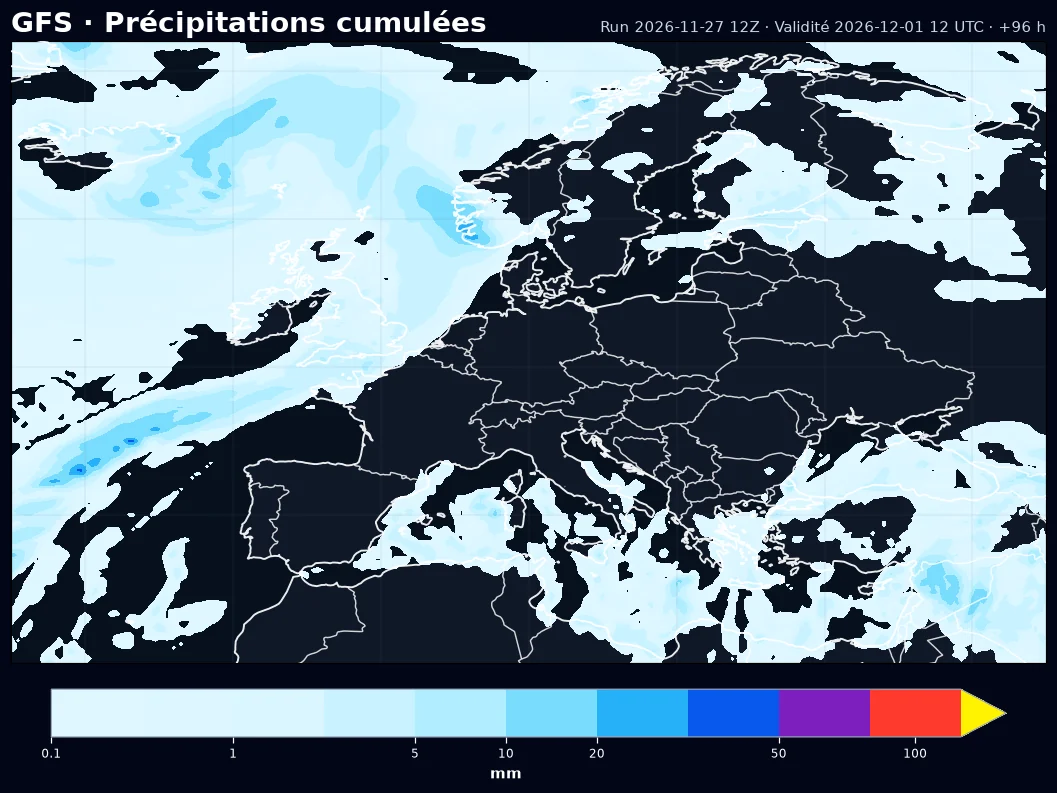 GFS · Précipitations cumulées
Run 2026-11-27 12Z · Validité 2026-12-01 12 UTC · +96 h
0.1 1 5 10 20 50 100
mm